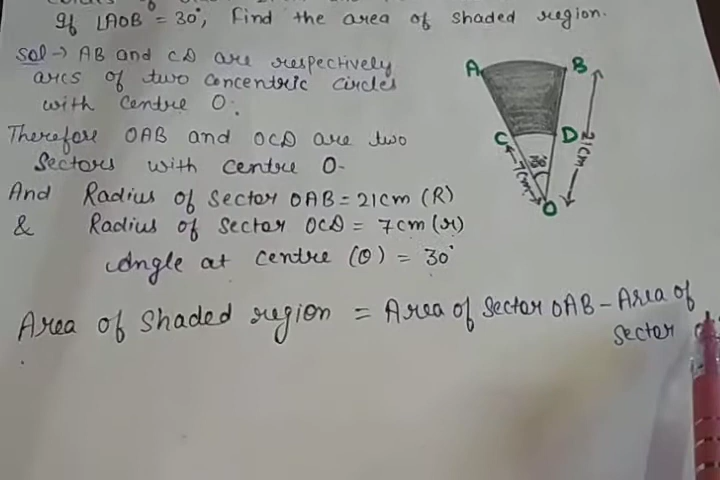 If ∠AOB = 30°, Find the area of shaded region.
Sol → AB and CD are respectively
arcs of two concentric circles
with centre O.
Therefore OAB and OCD are two
Sectors with centre O.
And Radius of sector OAB = 21cm (R)
& Radius of sector OCD = 7cm (r)
Angle at centre (θ) = 30°
Area of shaded region = Area of Sector OAB - Area of
sector
A
B
C
D
21cm
7cm
30°
O